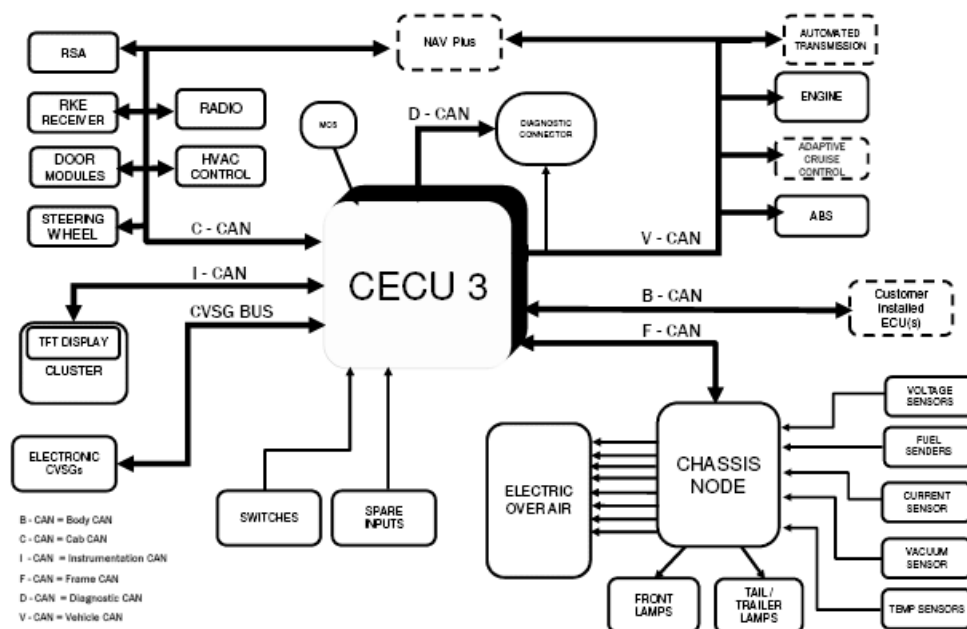 RSA
NAV Plus
AUTOMATED
TRANSMISSION
RKE
RECEIVER
RADIO
MCS
D - CAN
DIAGNOSTIC
CONNECTOR
ENGINE
DOOR
MODULES
HVAC
CONTROL
ADAPTIVE
CRUISE
CONTROL
STEERING
WHEEL
C - CAN
V - CAN
ABS
I - CAN
CECU 3
B - CAN
Customer
Installed
ECU(s)
CVSG BUS
F - CAN
TFT DISPLAY
CLUSTER
VOLTAGE
SENSORS
ELECTRONIC
CVSGs
SWITCHES
SPARE
INPUTS
ELECTRIC
OVER AIR
CHASSIS
NODE
FUEL
SENDERS
CURRENT
SENSOR
VACUUM
SENSOR
TEMP SENSORS
FRONT
LAMPS
TAIL /
TRAILER
LAMPS
B - CAN = Body CAN
C - CAN = Cab CAN
I - CAN = Instrumentation CAN
F - CAN = Frame CAN
D - CAN = Diagnostic CAN
V - CAN = Vehicle CAN